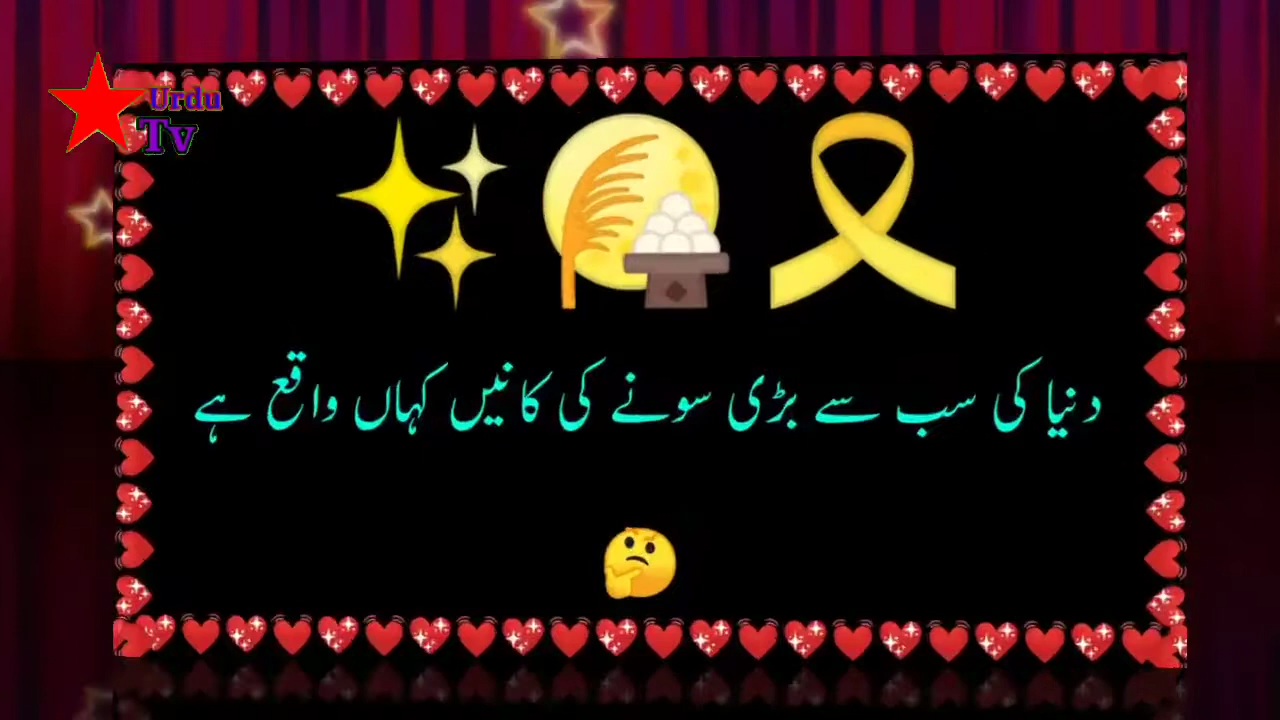 Urdu
Tv
دنیا کی سب سے بڑی سونے کی کانیں کہاں واقع ہے